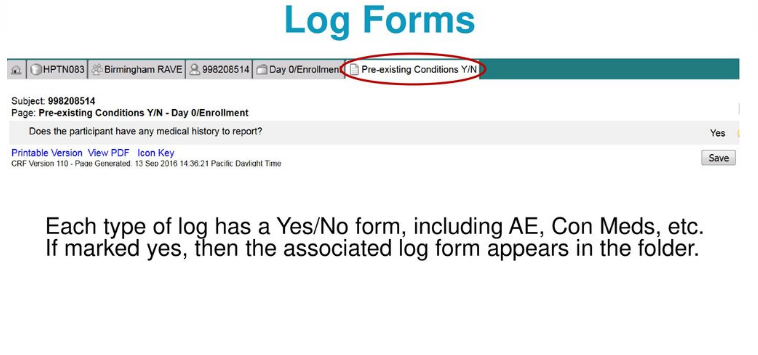 Log Forms
HPTN083 Birmingham RAVE 998208514 Day 0/Enrollment Pre-existing Conditions Y/N
Subject: 998208514
Page: Pre-existing Conditions Y/N - Day 0/Enrollment
Does the participant have any medical history to report? Yes
Printable Version View PDF Icon Key
CRF Version 110 - Page Generated: 13 Sep 2016 14:36:21 Pacific Daylight Time
Save
Each type of log has a Yes/No form, including AE, Con Meds, etc.
If marked yes, then the associated log form appears in the folder.